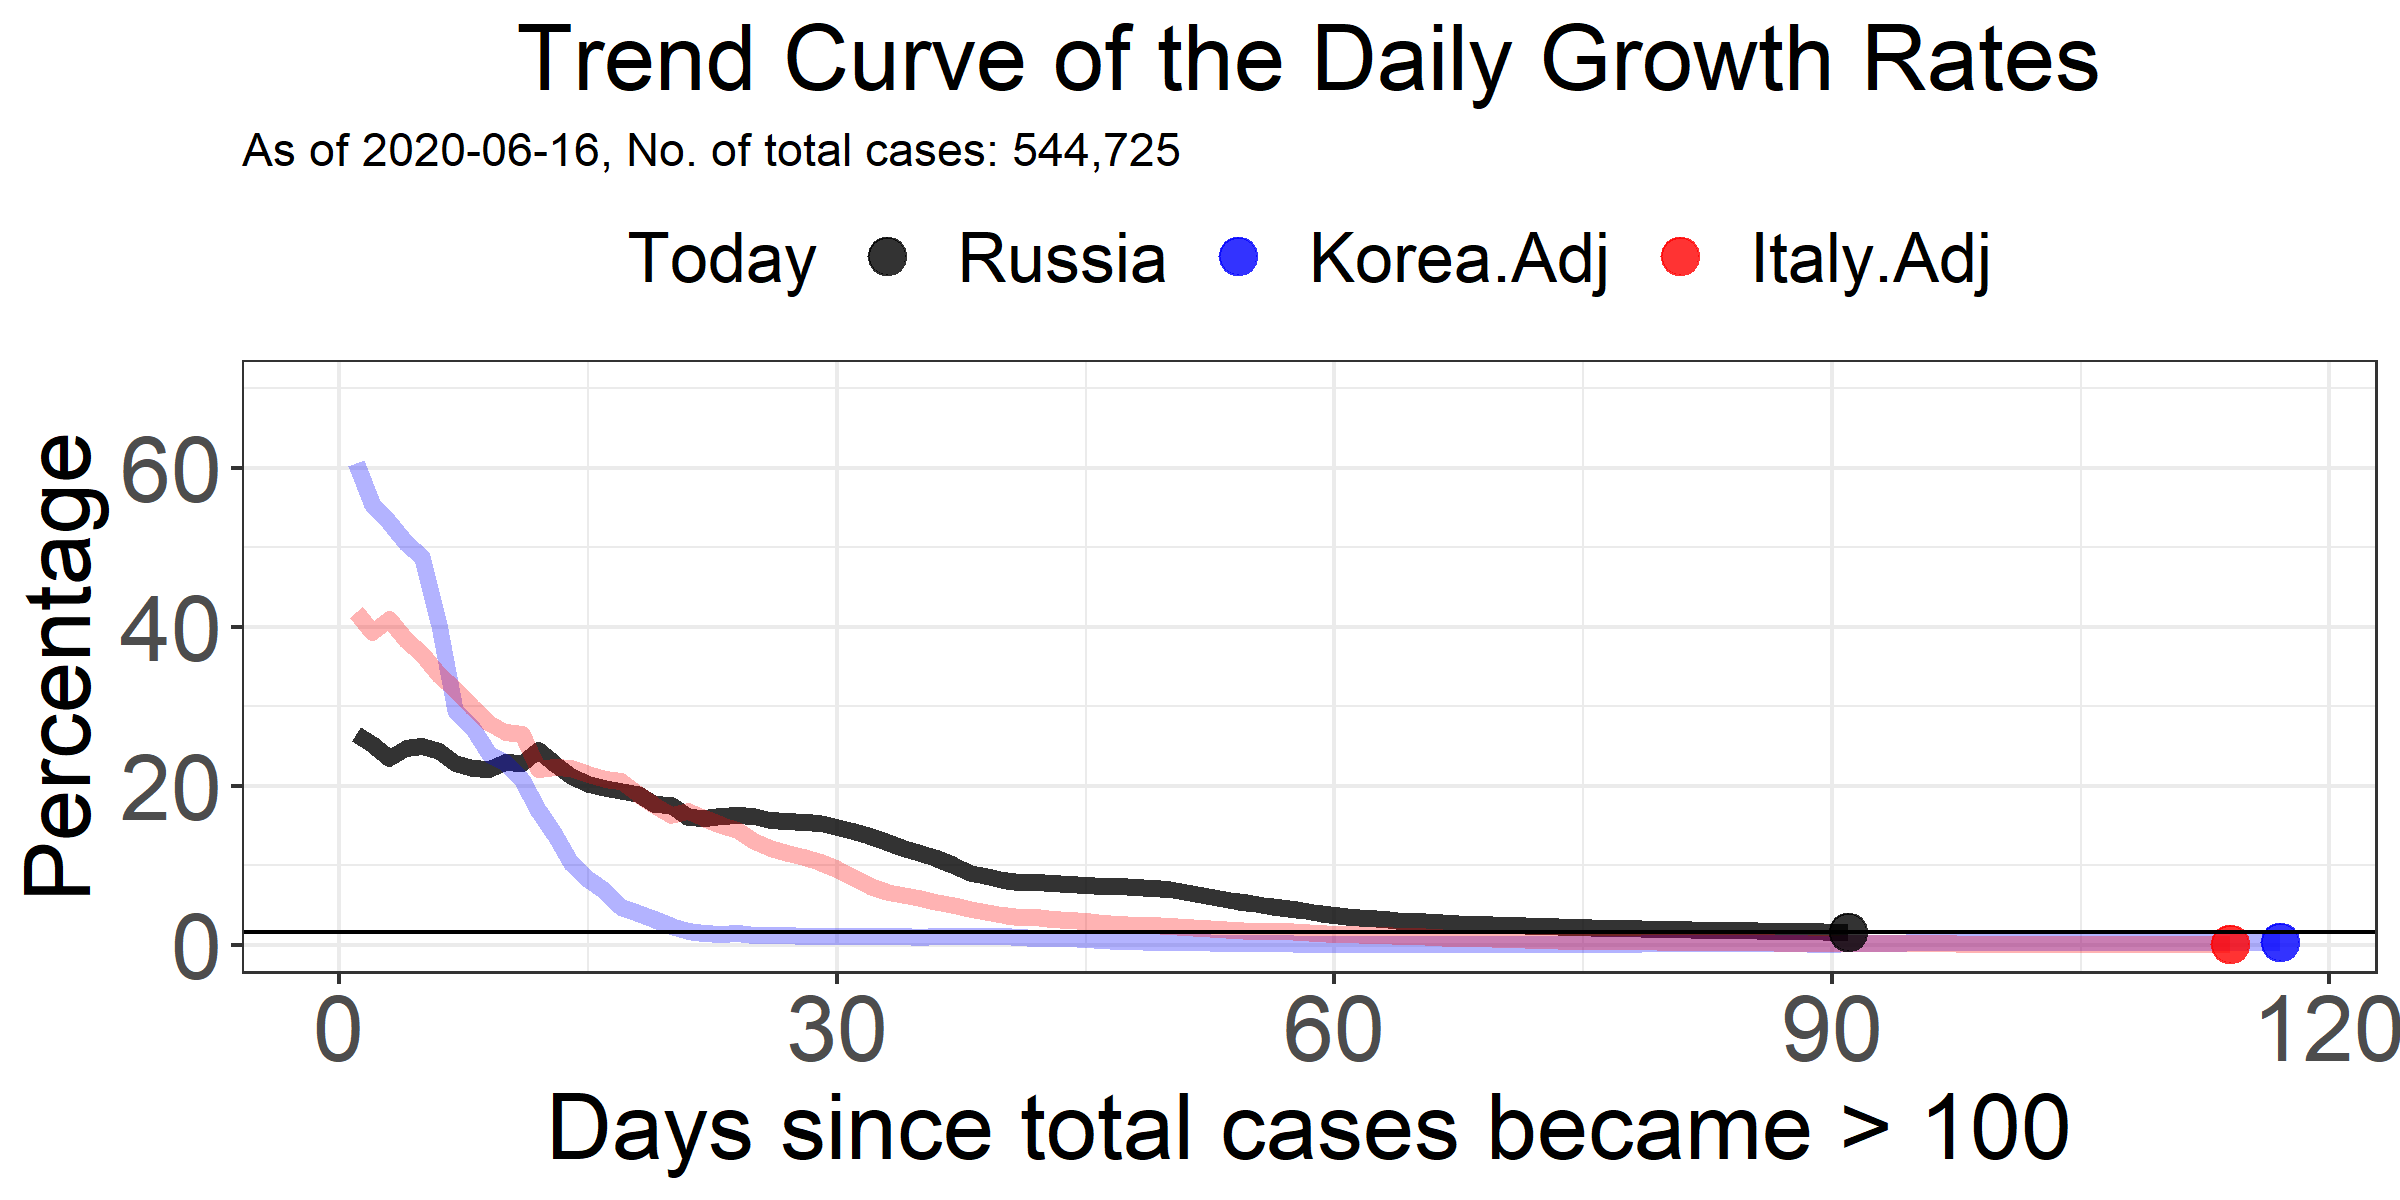 Trend Curve of the Daily Growth Rates
As of 2020-06-16, No. of total cases: 544,725
Today Russia Korea.Adj Italy.Adj
Percentage
60
40
20
0
0 30 60 90 120
Days since total cases became > 100